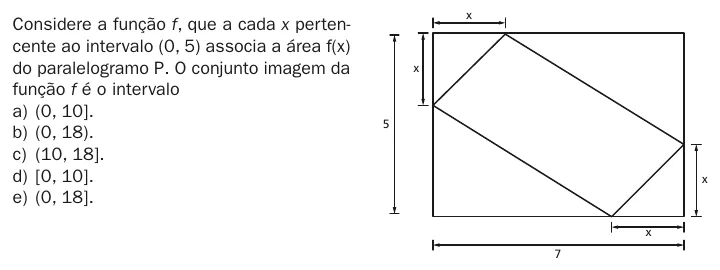 Considere a função f, que a cada x perten-
cente ao intervalo (0, 5) associa a área f(x)
do paralelogramo P. O conjunto imagem da
função f é o intervalo
a) (0, 10].
b) (0, 18).
c) (10, 18].
d) [0, 10].
e) (0, 18].
x
x
5
x
x
7